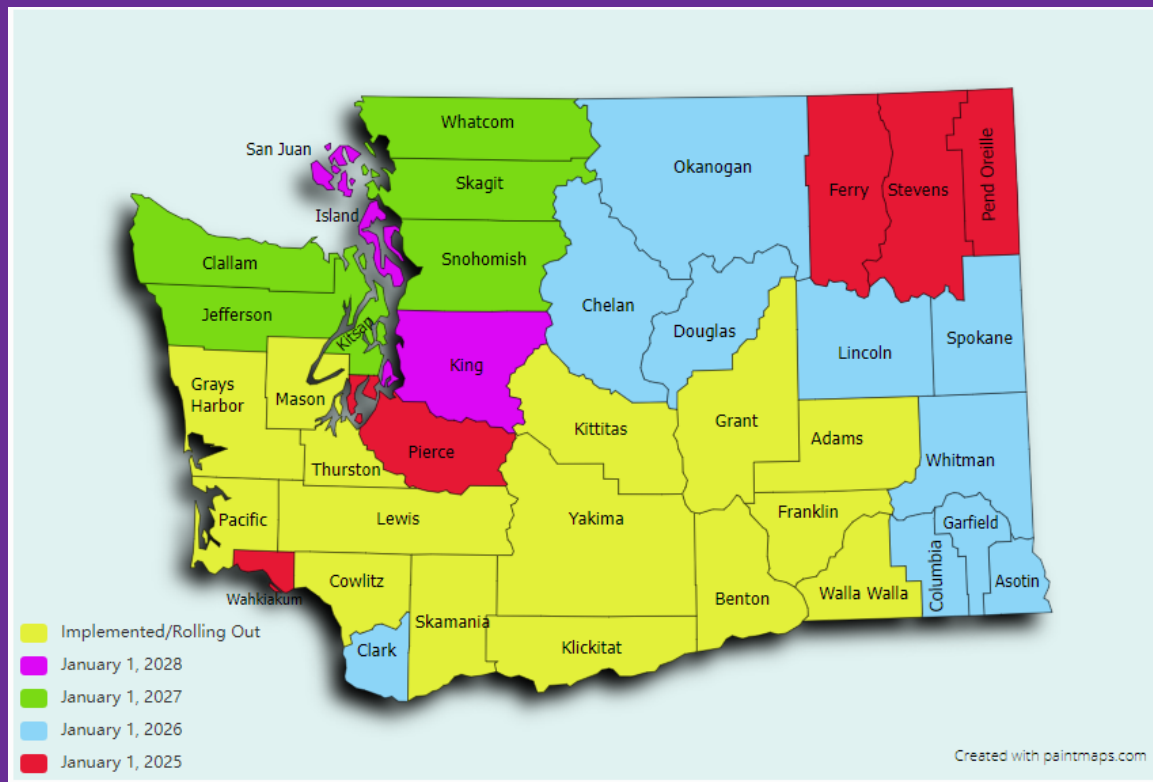 Whatcom
San Juan
Okanogan
Skagit
Ferry
Stevens
Pend Oreille
Island
Clallam
Snohomish
Chelan
Jefferson
Kitsap
Douglas
Spokane
Lincoln
King
Grays
Harbor
Mason
Grant
Kittitas
Adams
Pierce
Whitman
Thurston
Pacific
Lewis
Yakima
Franklin
Garfield
Columbia
Asotin
Cowlitz
Wahkiakum
Walla Walla
Benton
Skamania
Klickitat
Clark
Implemented/Rolling Out
January 1, 2028
January 1, 2027
January 1, 2026
January 1, 2025
Created with paintmaps.com